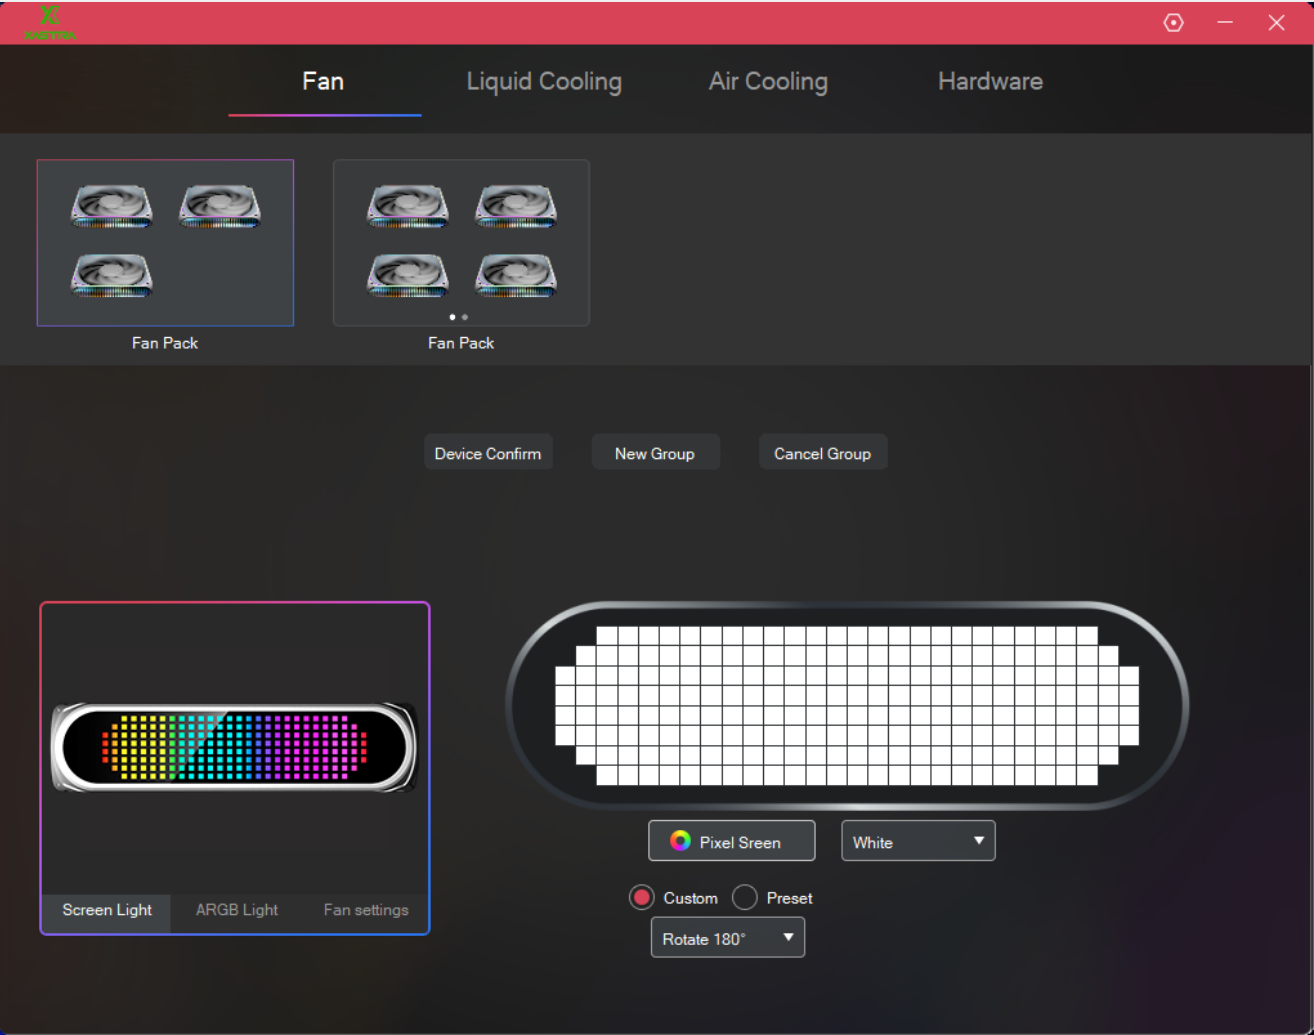 Fan
Liquid Cooling
Air Cooling
Hardware
Fan Pack
Fan Pack
Device Confirm
New Group
Cancel Group
Pixel Sreen
White
Custom
Preset
Rotate 180°
Screen Light
ARGB Light
Fan settings